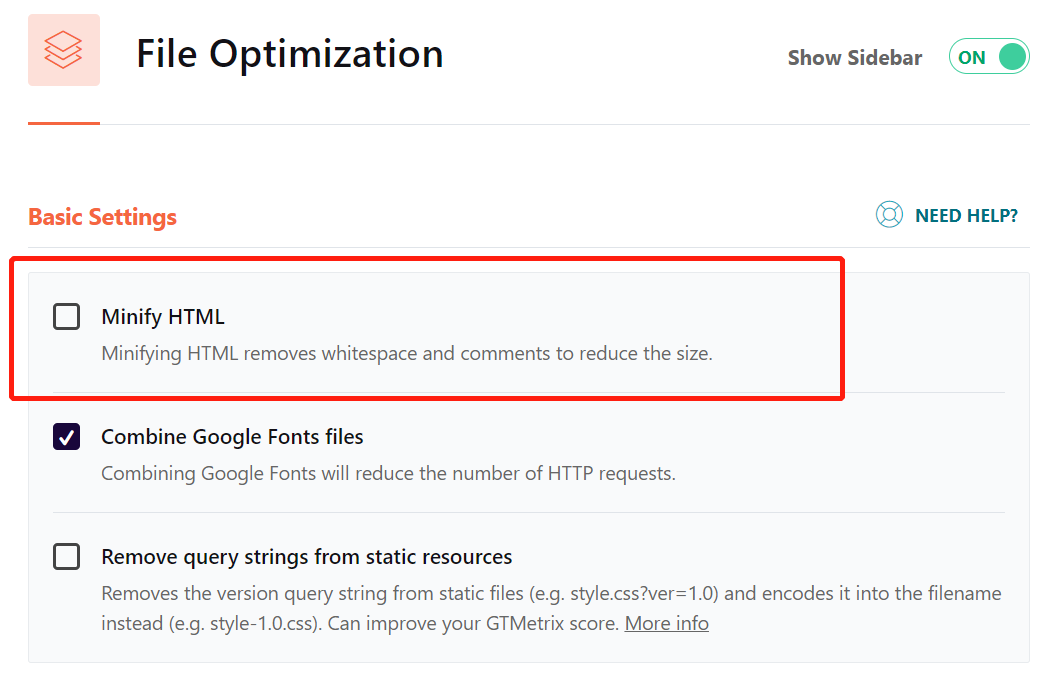 File Optimization
Show Sidebar
ON
Basic Settings
NEED HELP?
Minify HTML
Minifying HTML removes whitespace and comments to reduce the size.
Combine Google Fonts files
Combining Google Fonts will reduce the number of HTTP requests.
Remove query strings from static resources
Removes the version query string from static files (e.g. style.css?ver=1.0) and encodes it into the filename
instead (e.g. style-1.0.css). Can improve your GTMetrix score. More info